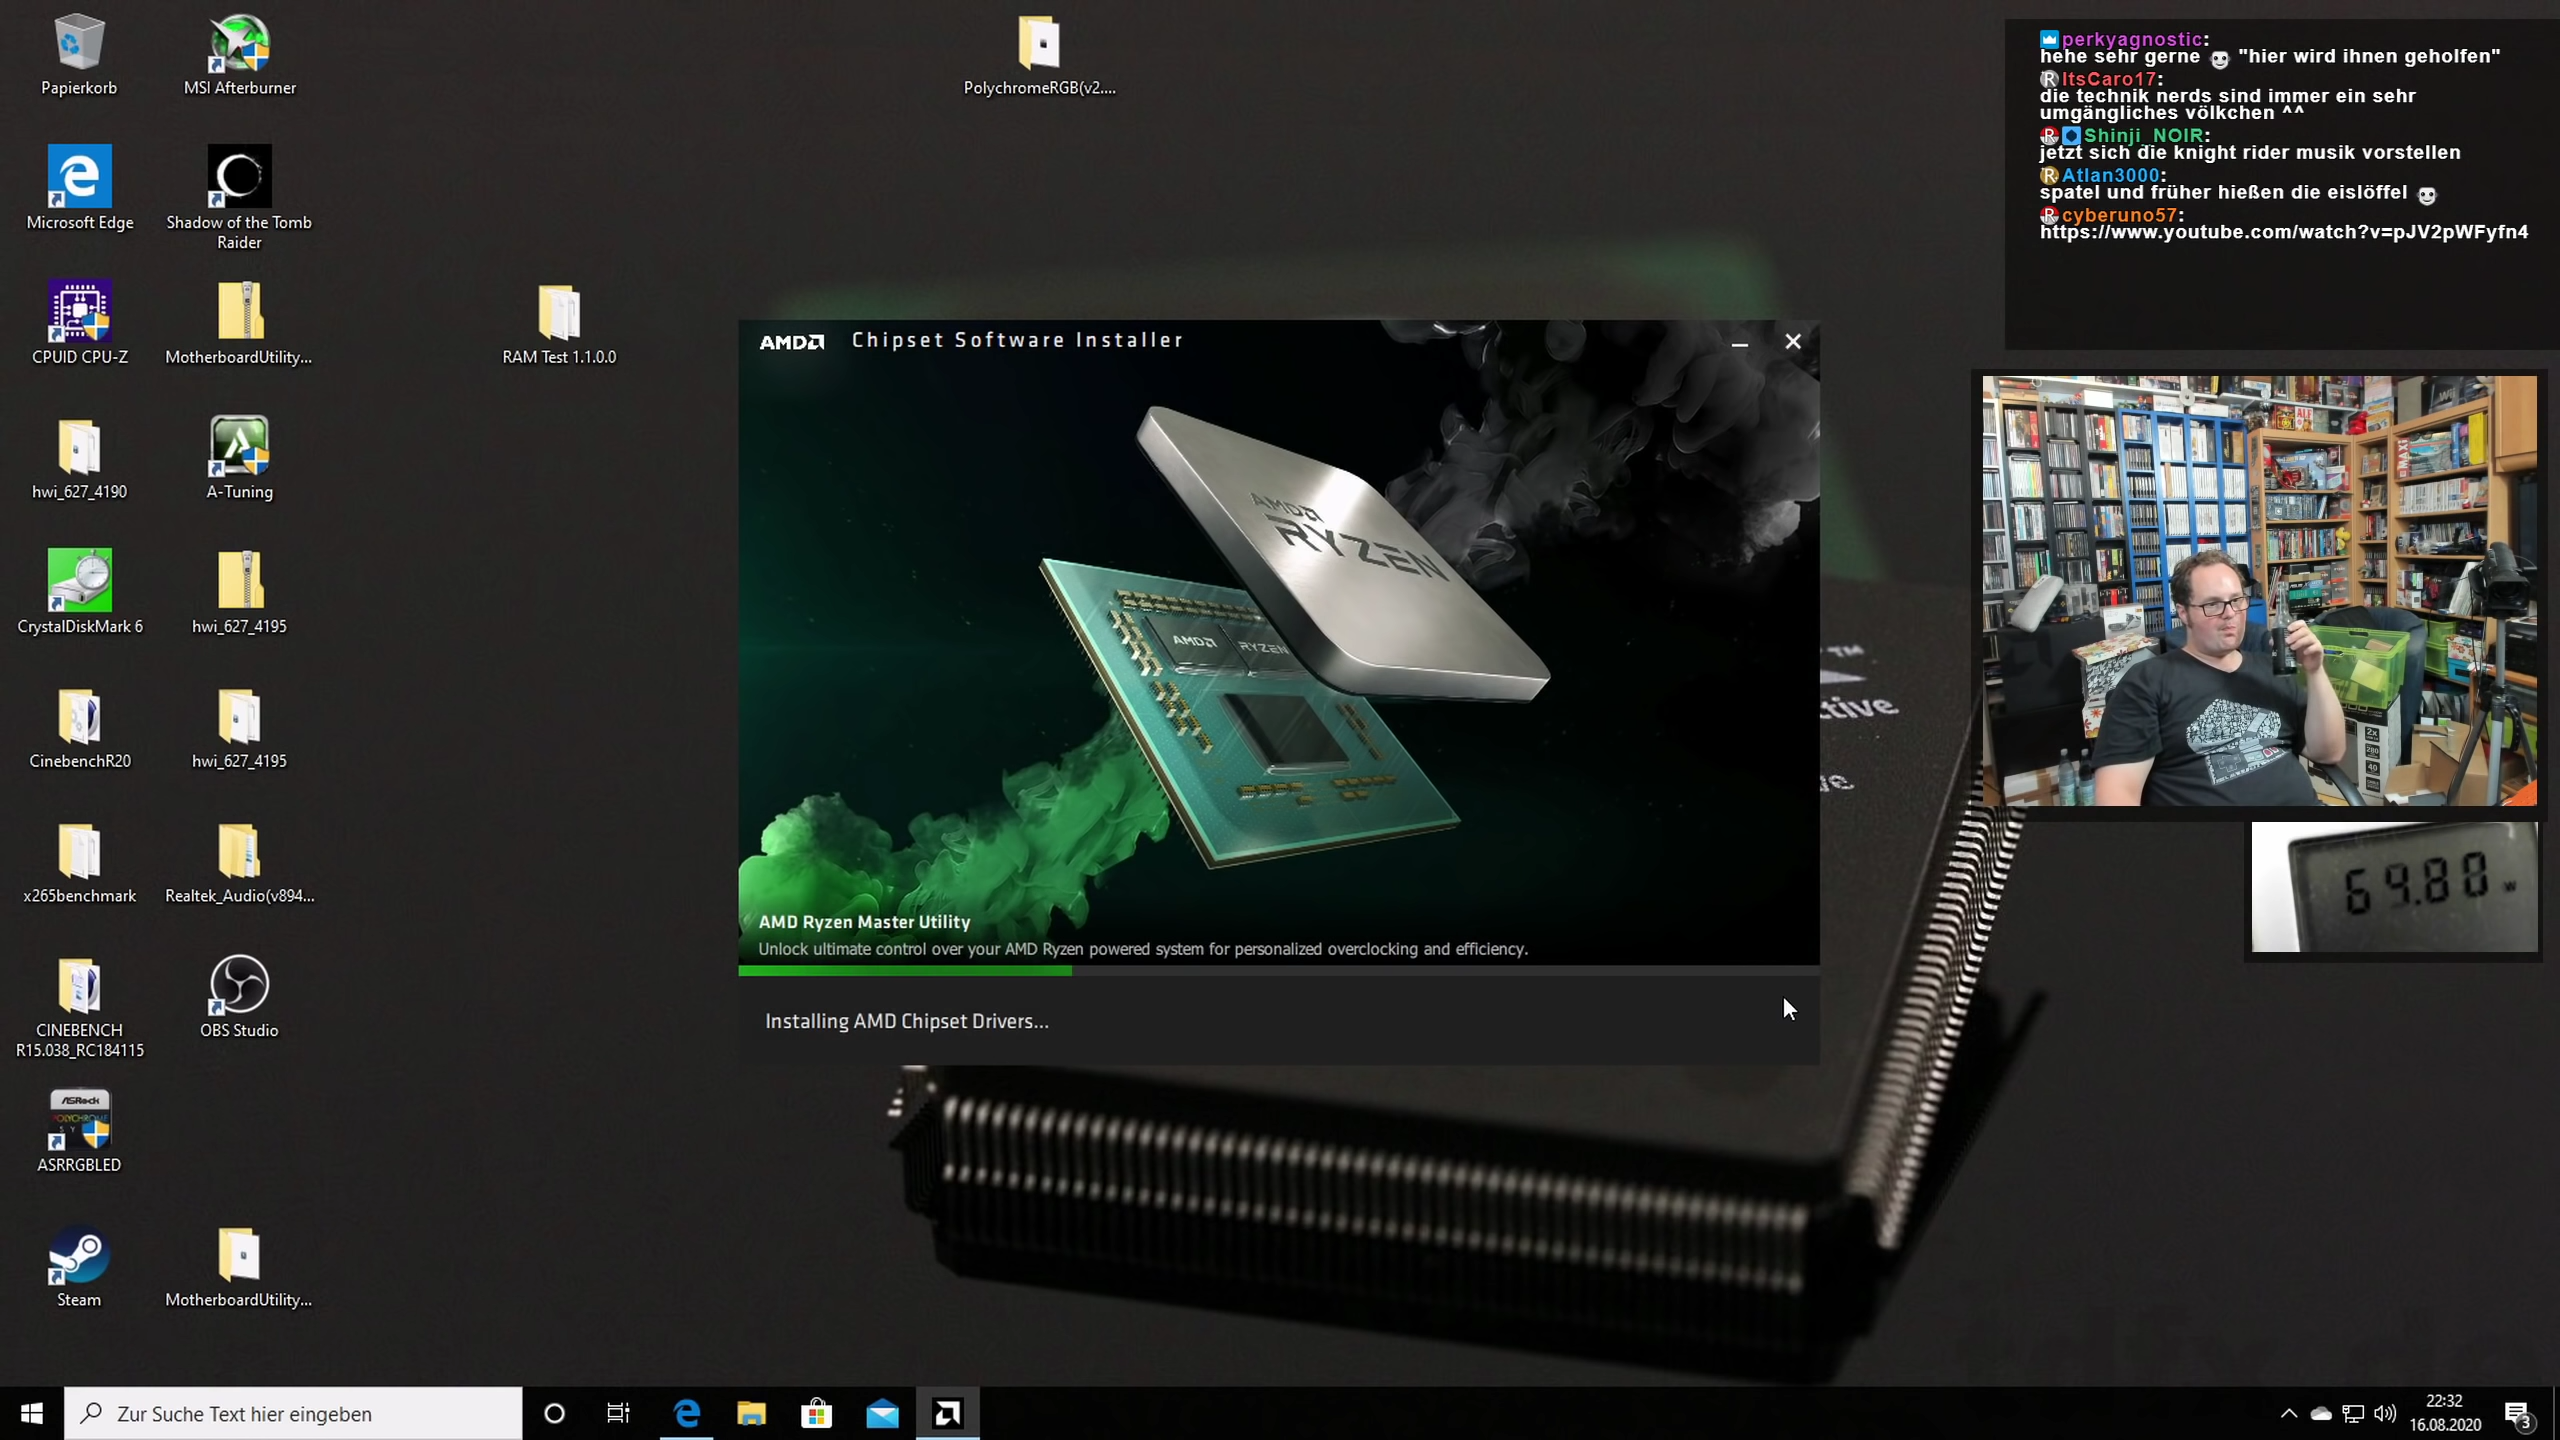 Papierkorb
MSI Afterburner
PolychromeRGB(v2....
Microsoft Edge
Shadow of the Tomb
Raider
CPUID CPU-Z
MotherboardUtility...
RAM Test 1.1.0.0
hwi_627_4190
A-Tuning
CrystalDiskMark 6
hwi_627_4195
CinebenchR20
hwi_627_4195
x265benchmark
Realtek_Audio(v894...
CINEBENCH
R15.038_RC184115
OBS Studio
ASRock
ASRRGBLED
Steam
MotherboardUtility...
AMD Chipset Software Installer
AMD
RYZEN
AMD RYZEN
AMD Ryzen Master Utility
Unlock ultimate control over your AMD Ryzen powered system for personalized overclocking and efficiency.
Installing AMD Chipset Drivers...
perkyagnostic:
hehe sehr gerne "hier wird ihnen geholfen"
ItsCaro17:
die technik nerds sind immer ein sehr
umgängliches völkchen ^^
Shinji_NOIR:
jetzt sich die knight rider musik vorstellen
Atlan3000:
spatel und früher hießen die eislöffel
cyberuno57:
https://www.youtube.com/watch?v=pJV2pWFyfn4
ALF
69.80 W
Zur Suche Text hier eingeben
22:32
16.08.2020
3